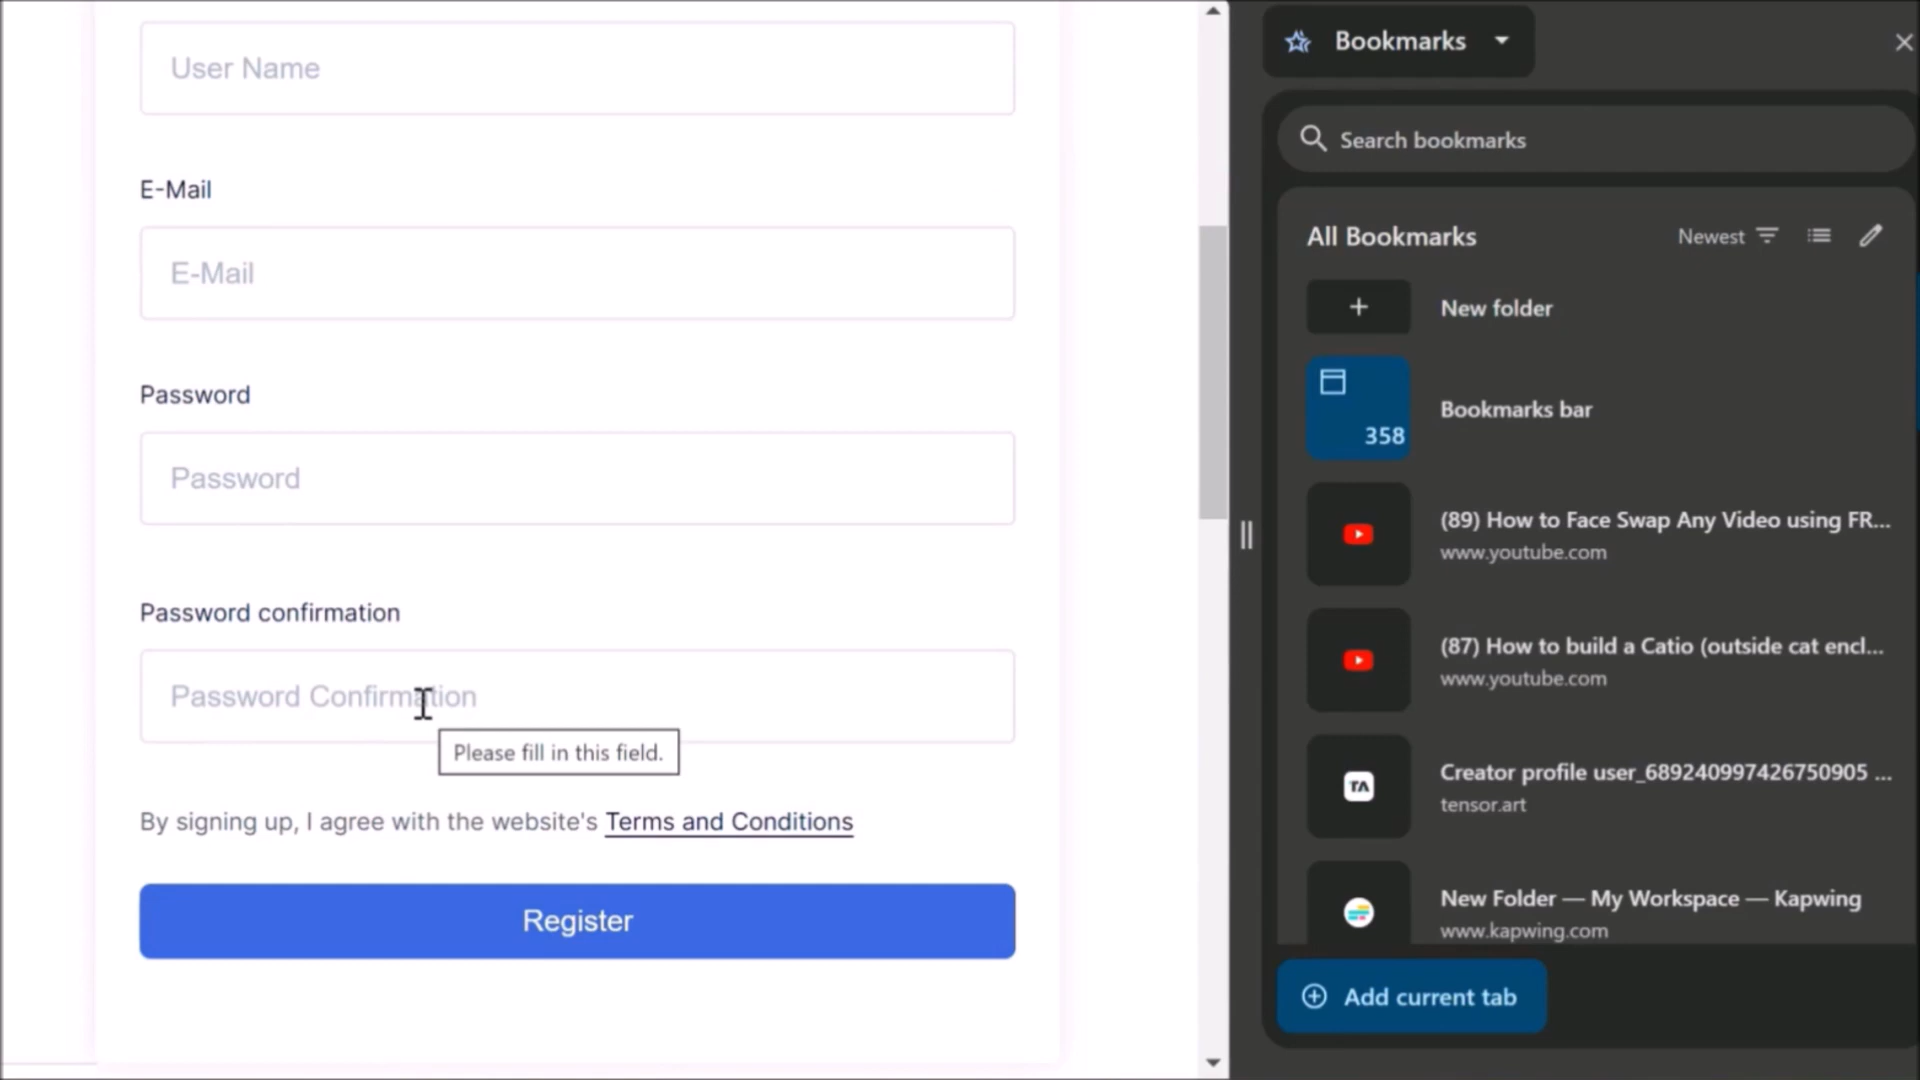 User Name
E-Mail
E-Mail
Password
Password
Password confirmation
Password Confirmation
Please fill in this field.
By signing up, I agree with the website's Terms and Conditions
Register
Bookmarks
Search bookmarks
All Bookmarks
Newest
New folder
358
Bookmarks bar
(89) How to Face Swap Any Video using FR...
www.youtube.com
(87) How to build a Catio (outside cat encl...
www.youtube.com
TA
Creator profile user_689240997426750905 ...
tensor.art
New Folder — My Workspace — Kapwing
www.kapwing.com
Add current tab